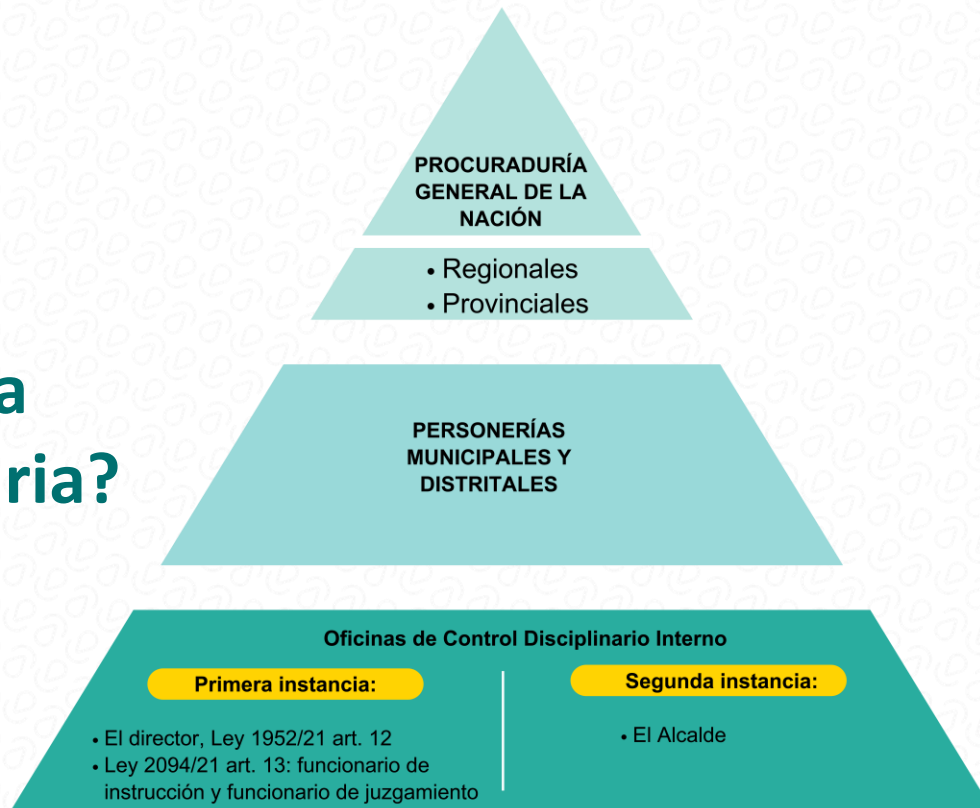 PROCURADURÍA
GENERAL DE LA
NACIÓN
• Regionales
• Provinciales
a
ria?
PERSONERÍAS
MUNICIPALES Y
DISTRITALES
Oficinas de Control Disciplinario Interno
Primera instancia:
• El director, Ley 1952/21 art. 12
• Ley 2094/21 art. 13: funcionario de
instrucción y funcionario de juzgamiento
Segunda instancia:
• El Alcalde